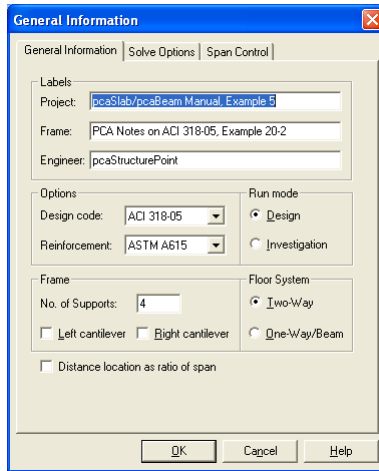 General Information
General Information Solve Options Span Control
Labels
Project: pcaSlab/pcaBeam Manual, Example 5
Frame: PCA Notes on ACI 318-05, Example 20-2
Engineer: pcaStructurePoint
Options
Design code: ACI 318-05
Reinforcement: ASTM A615
Run mode
Design
Investigation
Frame
No. of Supports: 4
Left cantilever Right cantilever
Floor System
Two-Way
One-Way/Beam
Distance location as ratio of span
OK Cancel Help